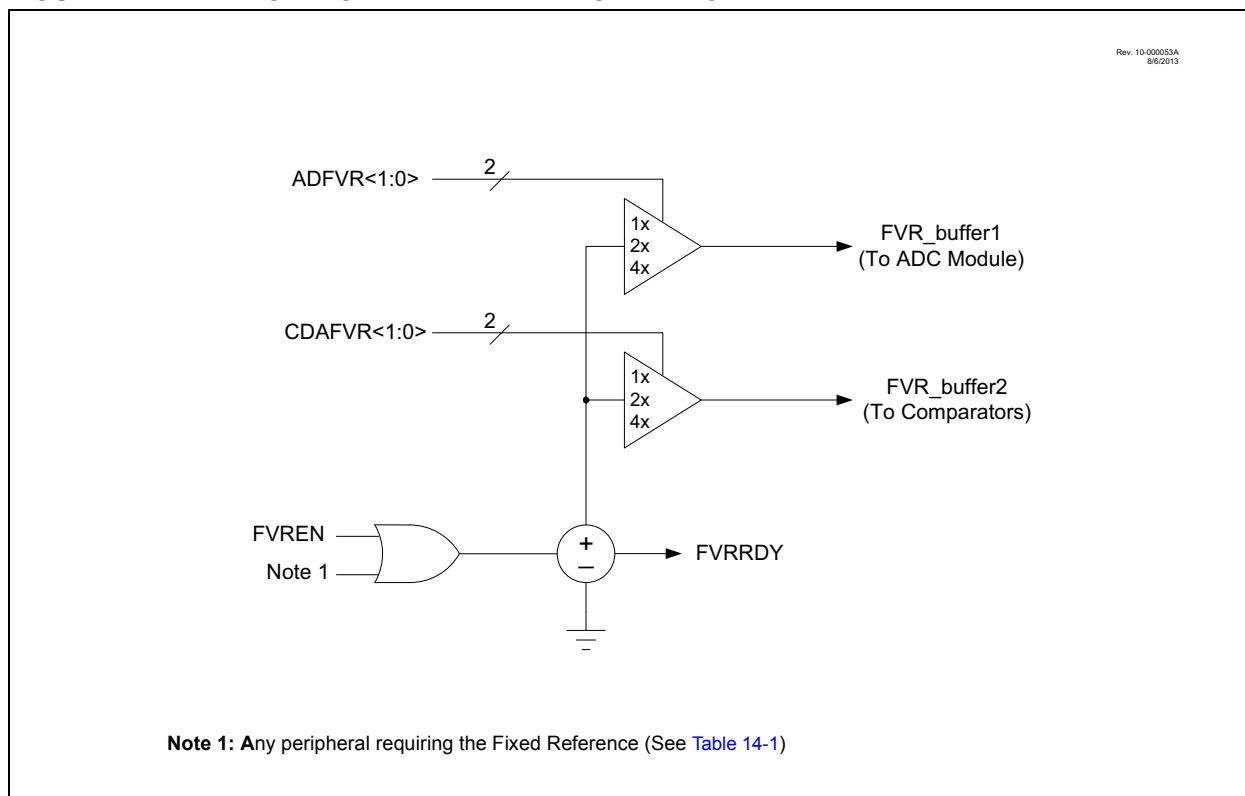 Rev. 10-000053A
8/6/2013
ADFVR<1:0>
2
1x
2x
4x
FVR_buffer1
(To ADC Module)
CDAFVR<1:0>
2
1x
2x
4x
FVR_buffer2
(To Comparators)
FVREN
Note 1
+
–
FVRRDY
Note 1: Any peripheral requiring the Fixed Reference (See Table 14-1)